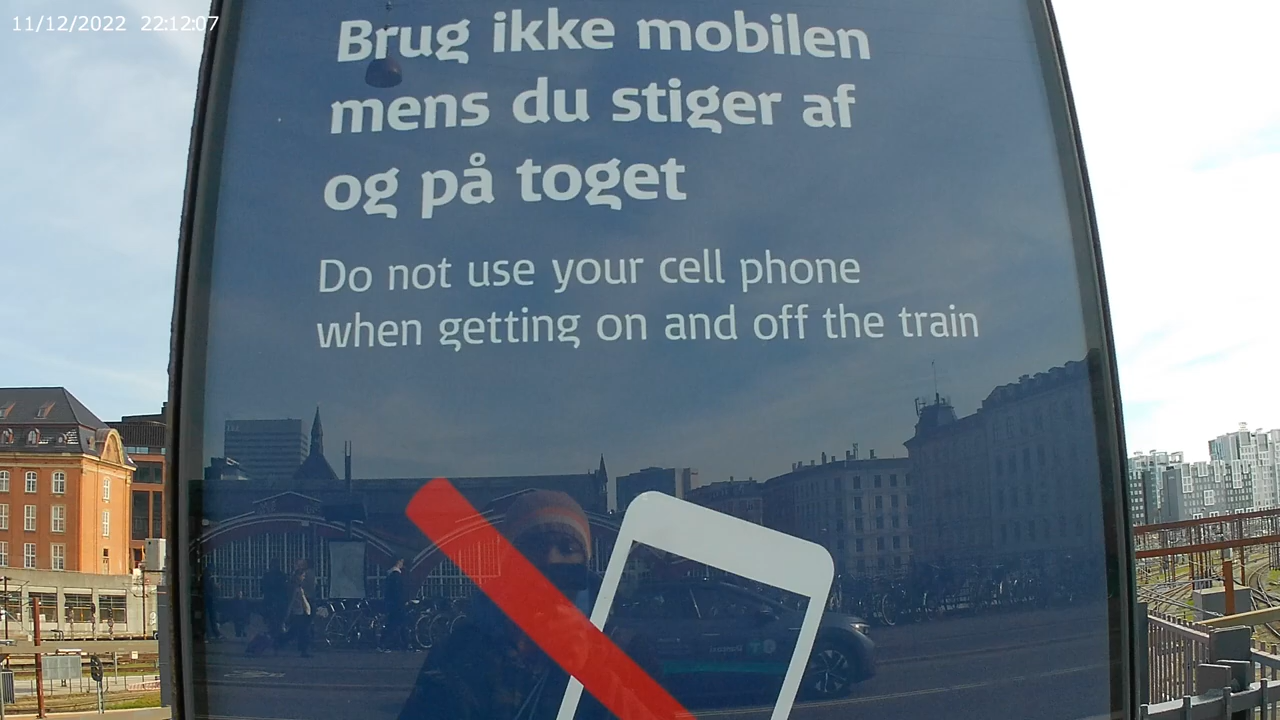 11/12/2022 22:12:07
Brug ikke mobilen
mens du stiger af
og på toget
Do not use your cell phone
when getting on and off the train